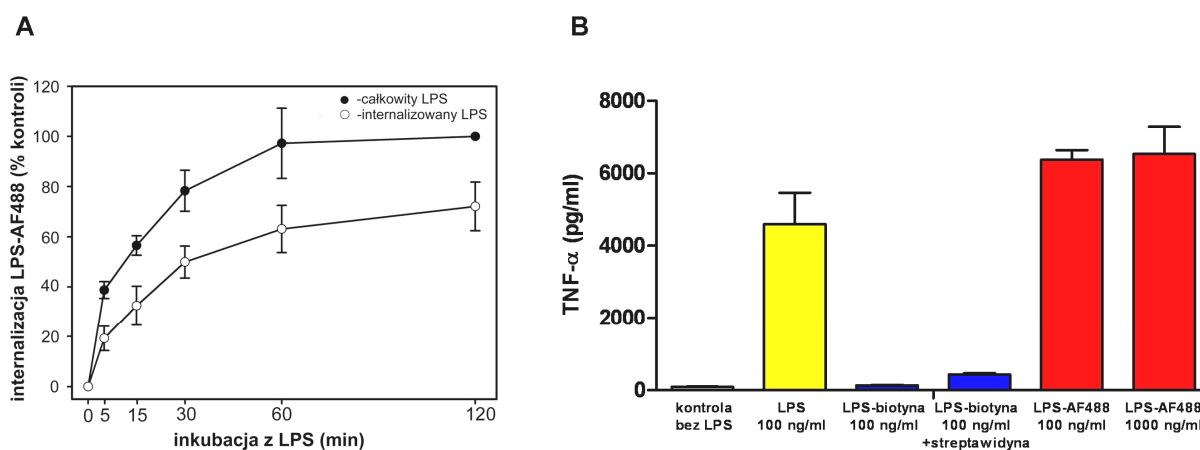 A
internalizacja LPS-AF488 (% kontroli)
120
100
80
60
40
20
0
-całkowity LPS
-internalizowany LPS
0 5 15 30 60 120
inkubacja z LPS (min)
B
TNF-α (pg/ml)
8000
6000
4000
2000
0
kontrola
bez LPS
LPS
100 ng/ml
LPS-biotyna
100 ng/ml
LPS-biotyna
100 ng/ml
+streptawidyna
LPS-AF488
100 ng/ml
LPS-AF488
1000 ng/ml